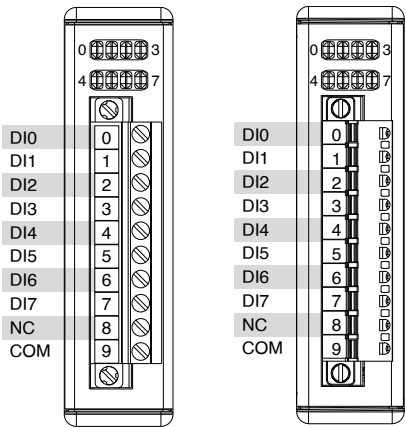 0 3 0 3
4 7 4 7
DI0 0 DI0 0
DI1 1 DI1 1
DI2 2 DI2 2
DI3 3 DI3 3
DI4 4 DI4 4
DI5 5 DI5 5
DI6 6 DI6 6
DI7 7 DI7 7
NC 8 NC 8
COM 9 COM 9